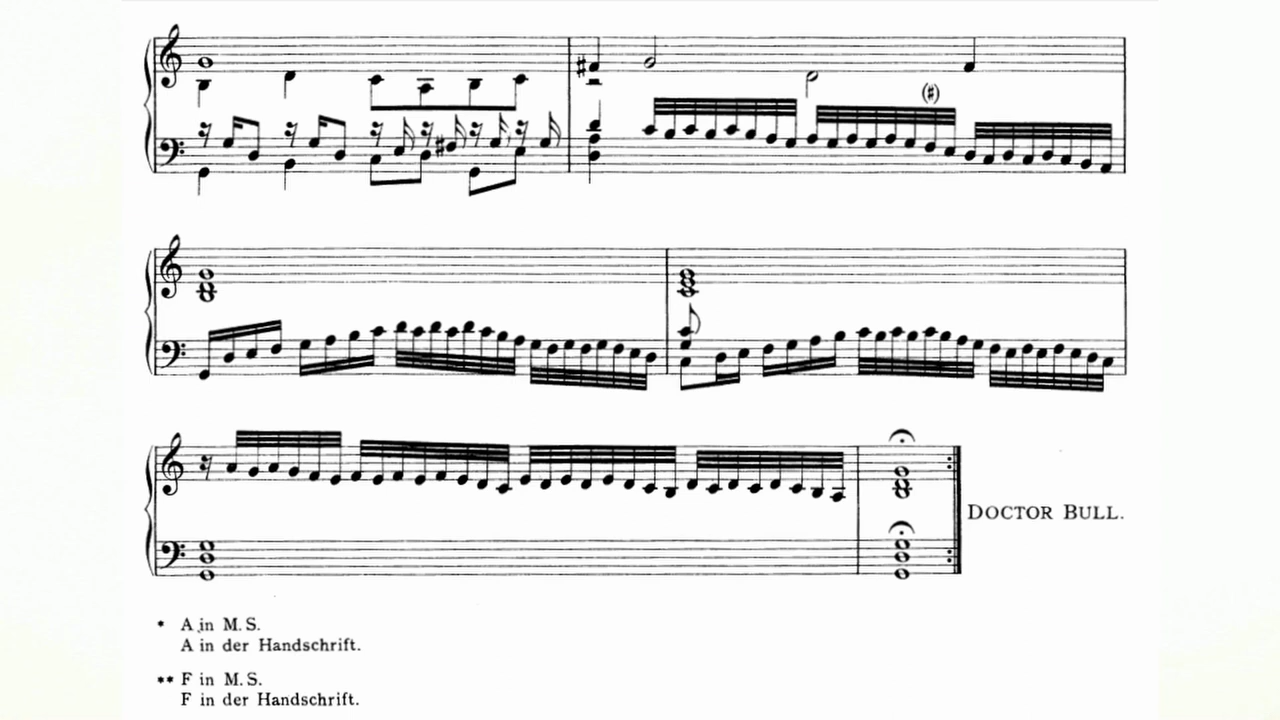 (♯)
DOCTOR BULL.
* A in M. S.
A in der Handschrift.
** F in M. S.
F in der Handschrift.